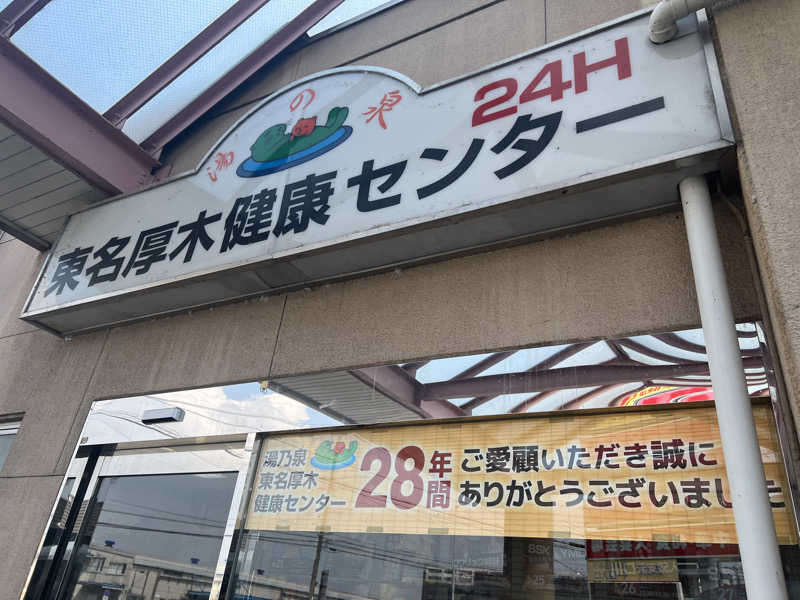 湯の泉
24H
東名厚木健康センター
湯乃泉
東名厚木
健康センター
28年間
ご愛顧いただき誠に
ありがとうございました